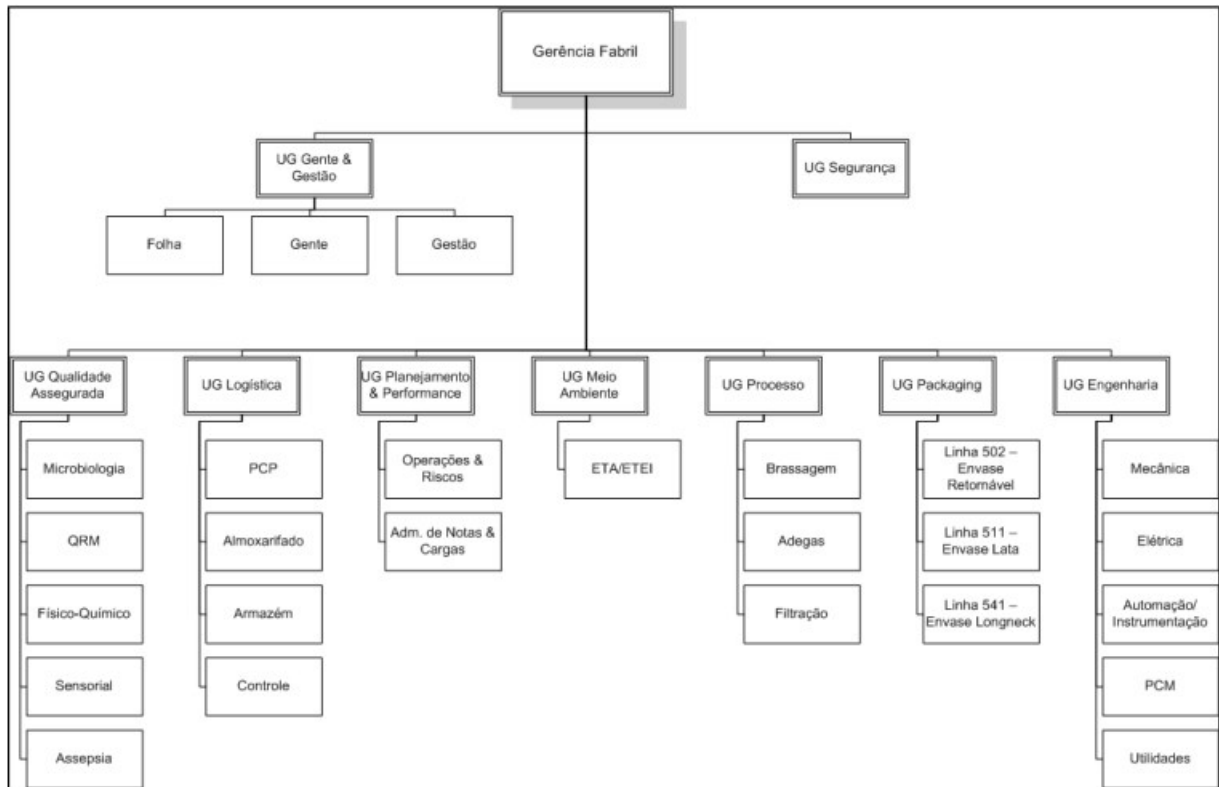 Gerência Fabril
UG Gente &
Gestão
UG Segurança
Folha
Gente
Gestão
UG Qualidade
Assegurada
UG Logística
UG Planejamento
& Performance
UG Meio
Ambiente
UG Processo
UG Packaging
UG Engenharia
Microbiologia
QRM
Físico-Químico
Sensorial
Assepsia
PCP
Almoxarifado
Armazém
Controle
Operações &
Riscos
Adm. de Notas &
Cargas
ETA/ETEI
Brassagem
Adegas
Filtração
Linha 502 –
Envase
Retornável
Linha 511 –
Envase Lata
Linha 541 –
Envase Longneck
Mecânica
Elétrica
Automação/
Instrumentação
PCM
Utilidades